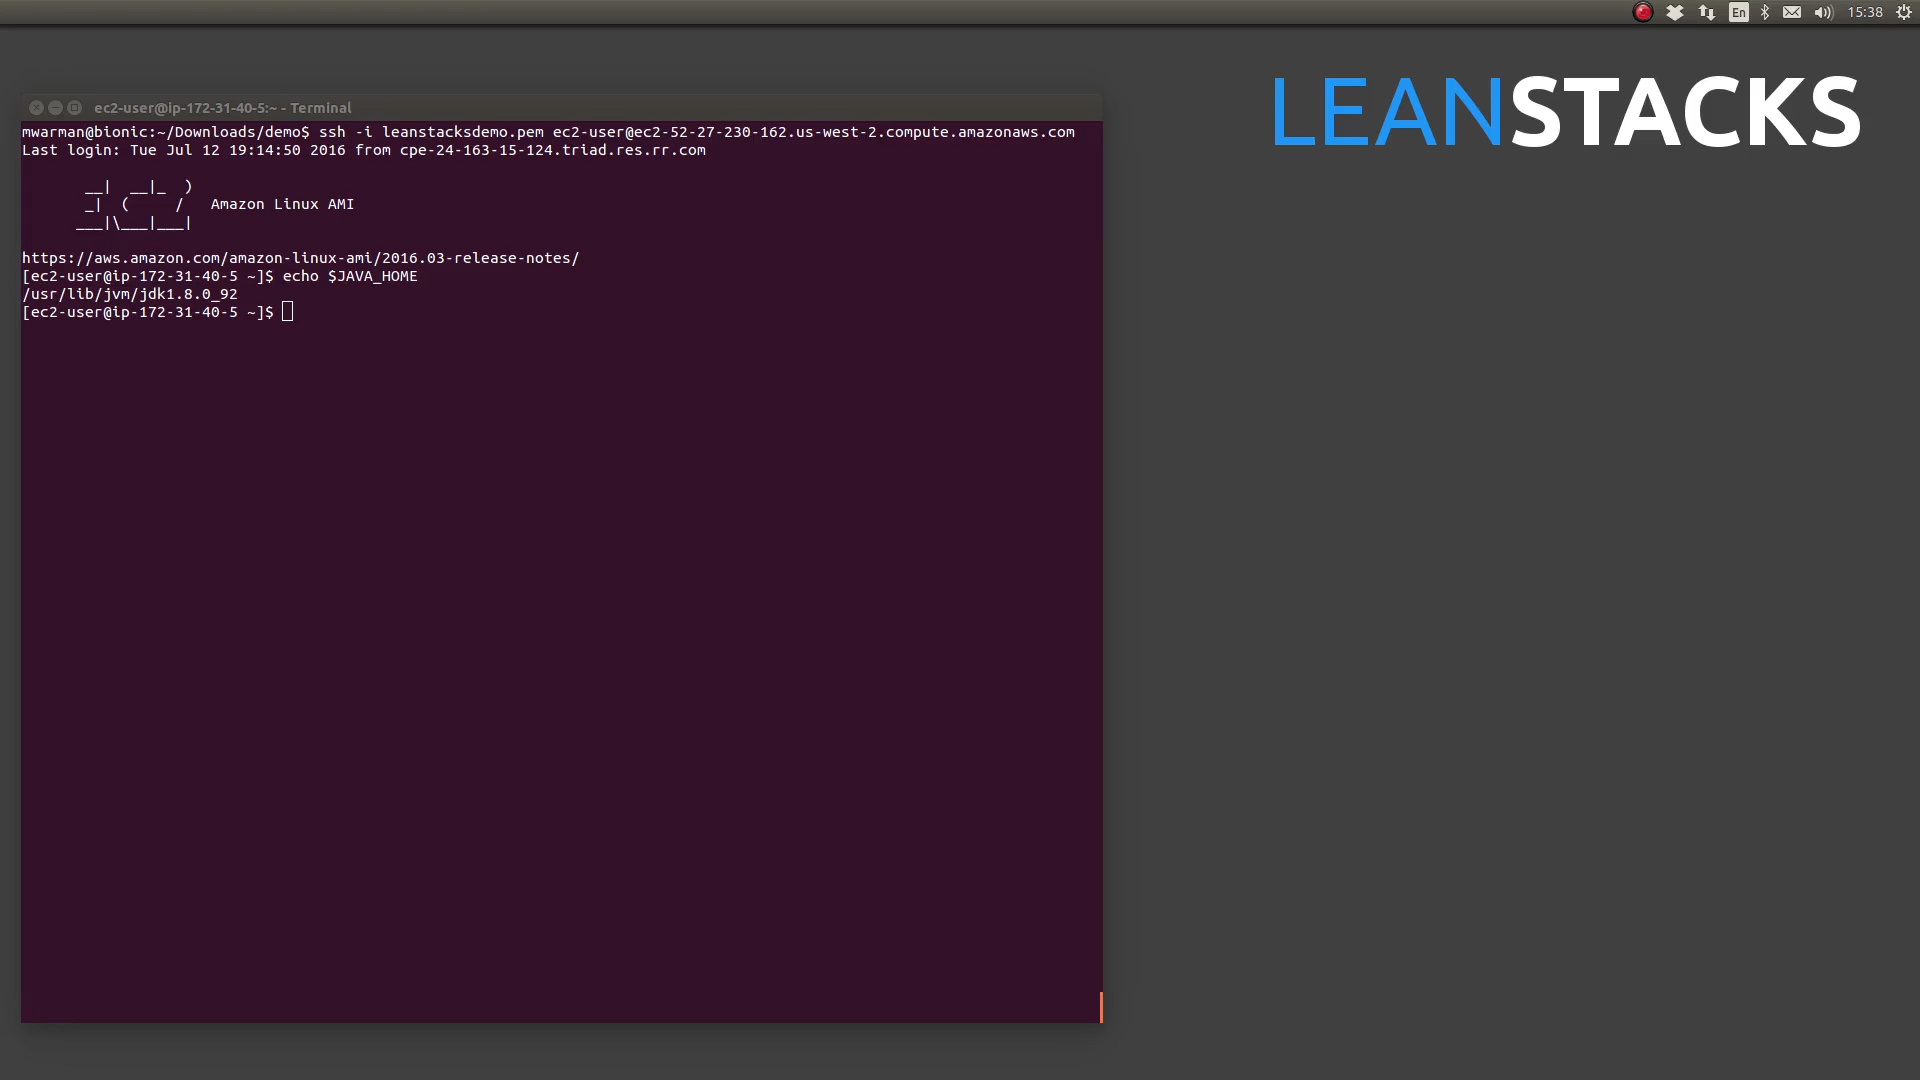 En 15:38
LEANSTACKS
ec2-user@ip-172-31-40-5:~ - Terminal
mwarman@bionic:~/Downloads/demo$ ssh -i leanstacksdemo.pem ec2-user@ec2-52-27-230-162.us-west-2.compute.amazonaws.com
Last login: Tue Jul 12 19:14:50 2016 from cpe-24-163-15-124.triad.res.rr.com
       __|  __|_  )
       _|  (     /   Amazon Linux AMI
      ___|\___|___|
https://aws.amazon.com/amazon-linux-ami/2016.03-release-notes/
[ec2-user@ip-172-31-40-5 ~]$ echo $JAVA_HOME
/usr/lib/jvm/jdk1.8.0_92
[ec2-user@ip-172-31-40-5 ~]$